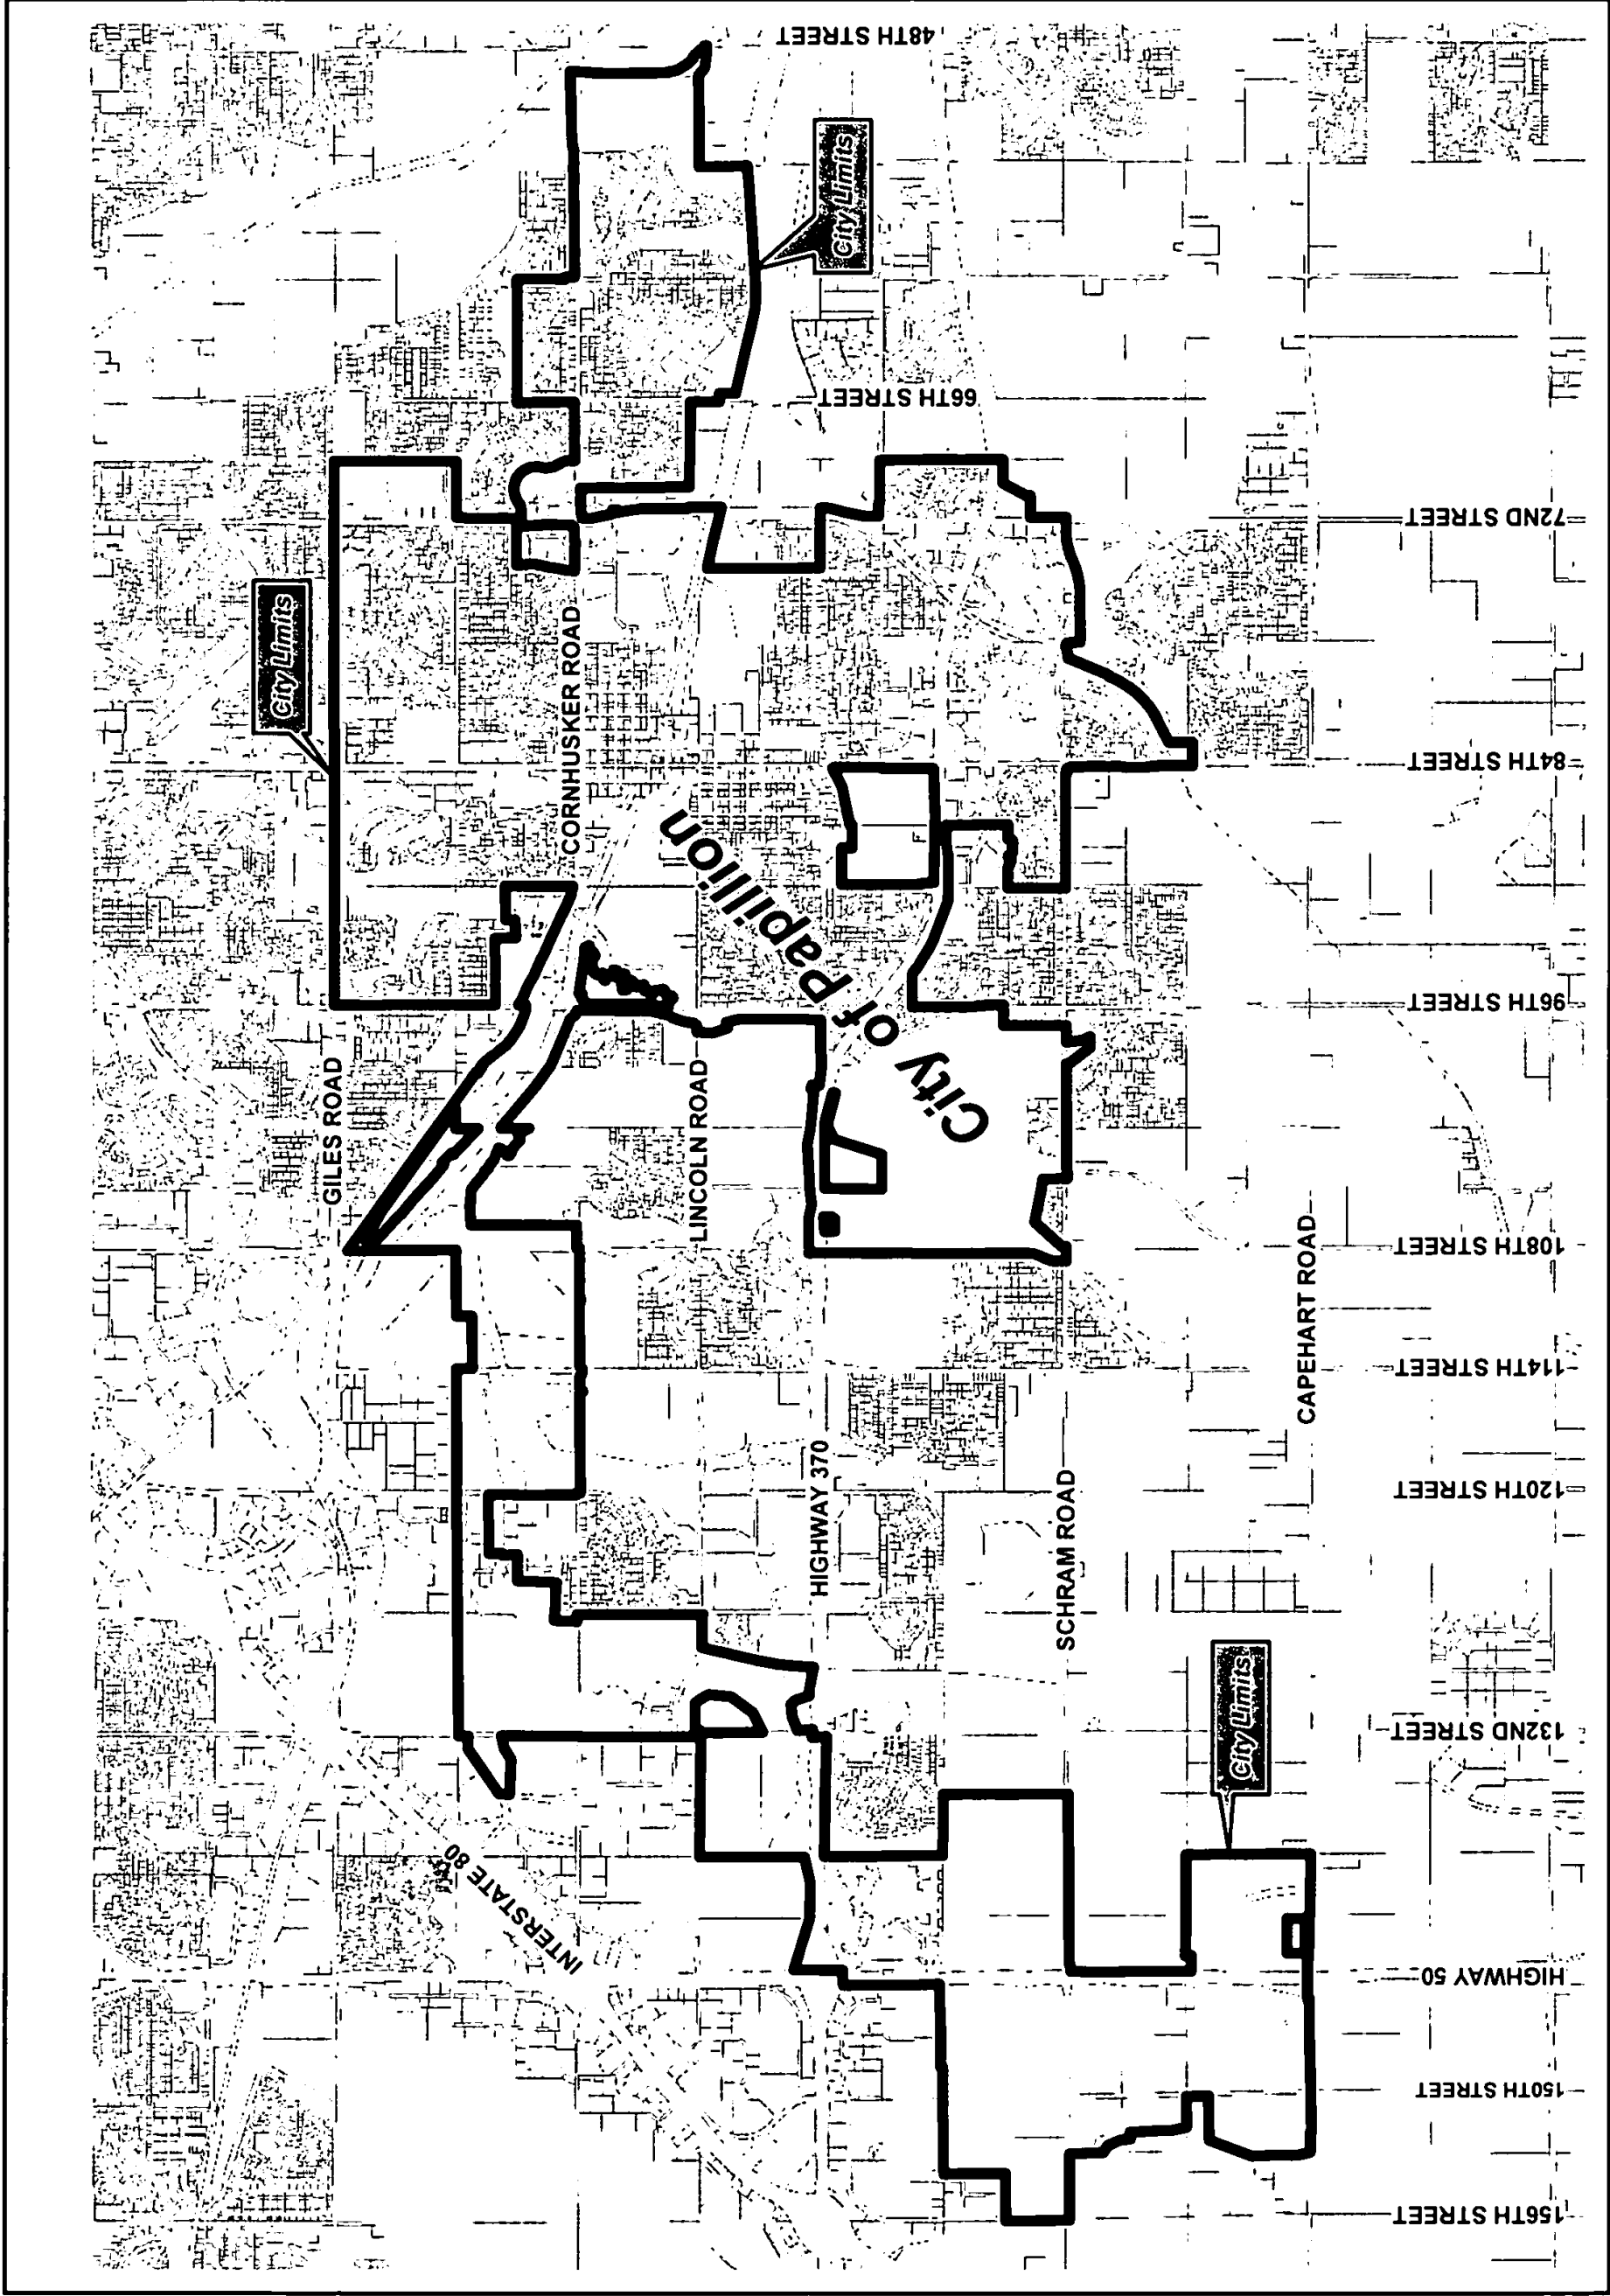 GILES ROAD
CORNHUSKER ROAD
LINCOLN ROAD
HIGHWAY 370
SCHRAM ROAD
CAPEHART ROAD
INTERSTATE 80
City of Papillion
City Limits
City Limits
City Limits
156TH STREET
150TH STREET
HIGHWAY 50
132ND STREET
120TH STREET
114TH STREET
108TH STREET
96TH STREET
84TH STREET
72ND STREET
66TH STREET
48TH STREET